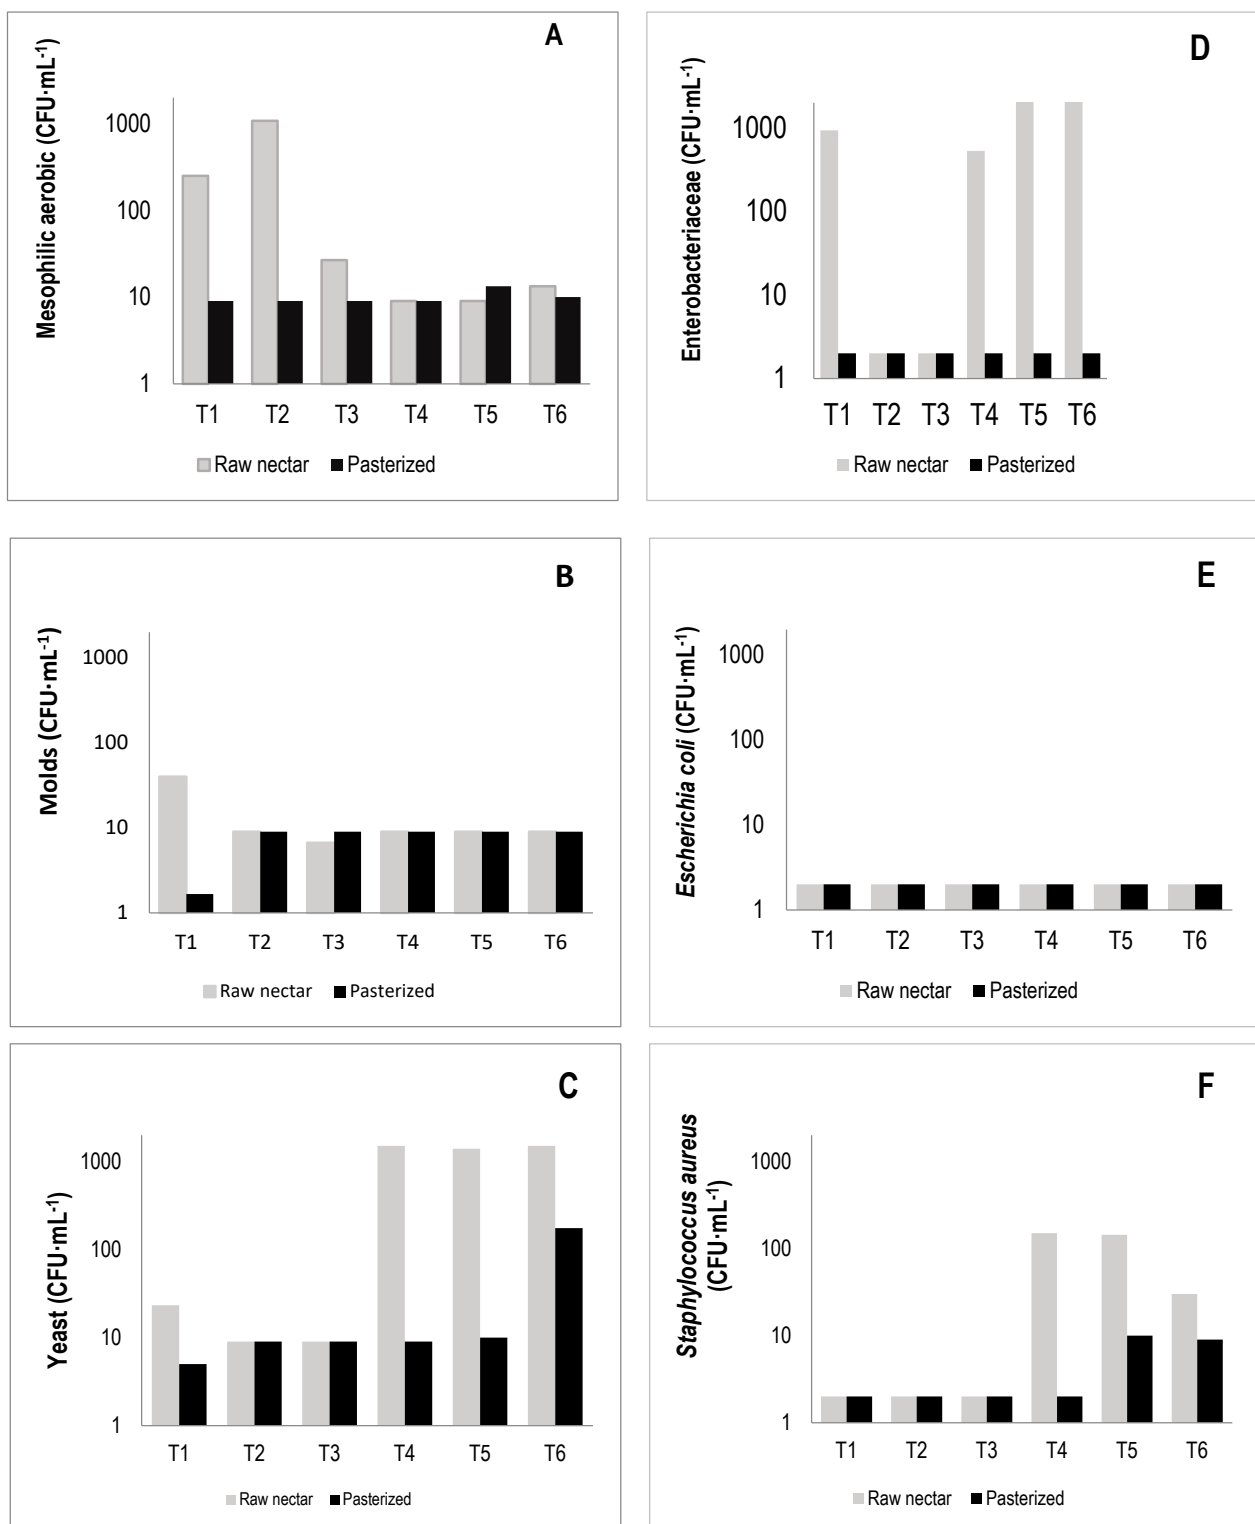 A
Mesophilic aerobic (CFU·mL-1)
1000
100
10
1
T1 T2 T3 T4 T5 T6
Raw nectar Pasterized
D
Enterobacteriaceae (CFU·mL-1)
1000
100
10
1
T1 T2 T3 T4 T5 T6
Raw nectar Pasterized
B
Molds (CFU·mL-1)
1000
100
10
1
T1 T2 T3 T4 T5 T6
Raw nectar Pasterized
E
Escherichia coli (CFU·mL-1)
1000
100
10
1
T1 T2 T3 T4 T5 T6
Raw nectar Pasterized
C
Yeast (CFU·mL-1)
1000
100
10
1
T1 T2 T3 T4 T5 T6
Raw nectar Pasterized
F
Staphylococcus aureus
(CFU·mL-1)
1000
100
10
1
T1 T2 T3 T4 T5 T6
Raw nectar Pasterized